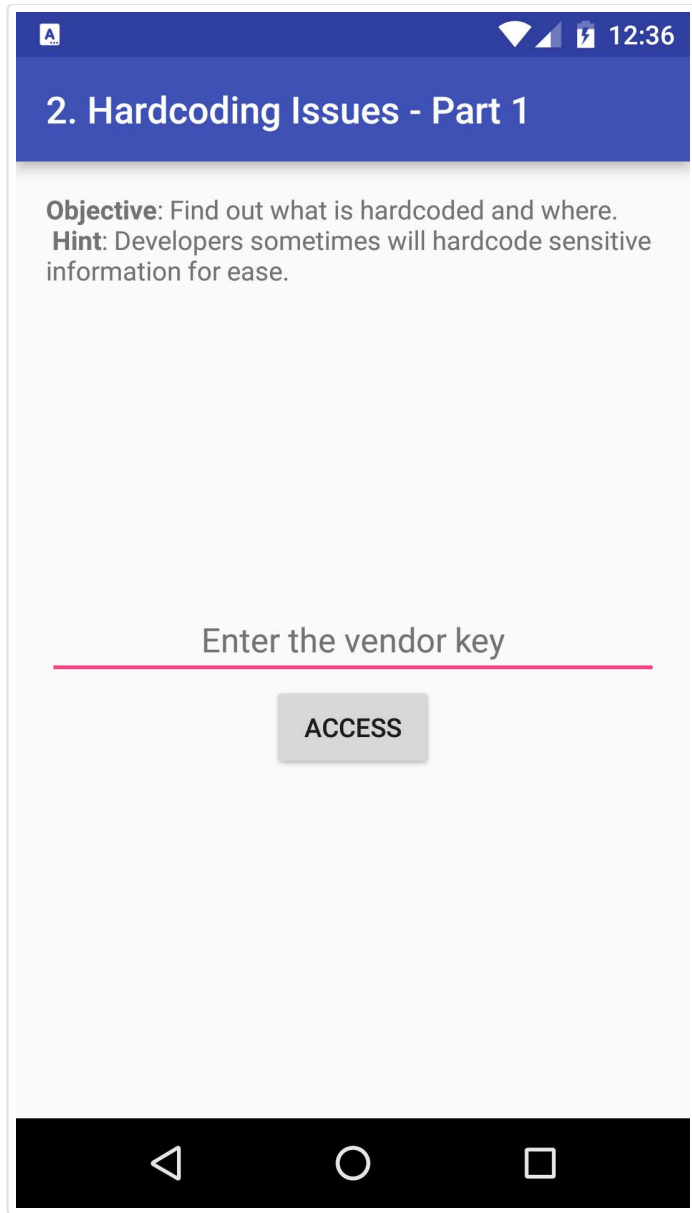 12:36
2. Hardcoding Issues - Part 1
Objective: Find out what is hardcoded and where.
Hint: Developers sometimes will hardcode sensitive
information for ease.
Enter the vendor key
ACCESS